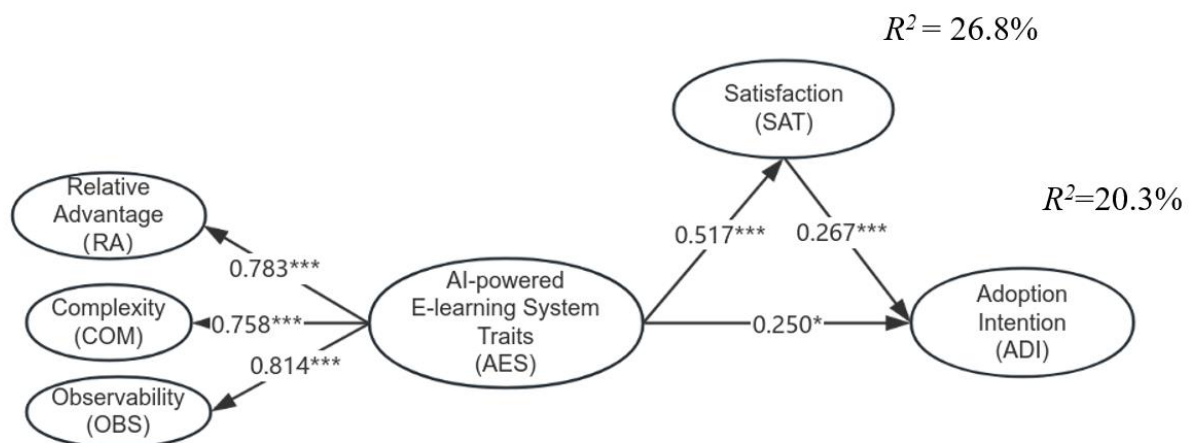 R² = 26.8%
Satisfaction
(SAT)
R²=20.3%
Relative
Advantage
(RA)
0.517***
0.267***
0.783***
AI-powered
E-learning System
Traits
(AES)
Complexity
(COM)
0.758***
0.250*
Adoption
Intention
(ADI)
0.814***
Observability
(OBS)